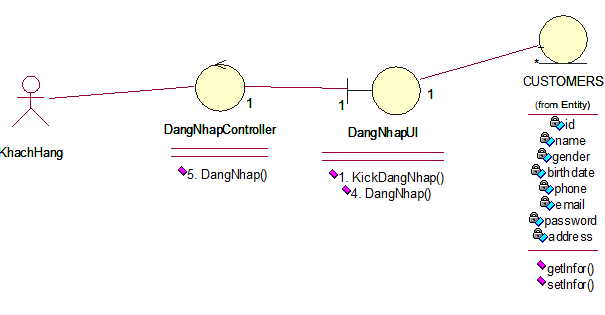 KhachHang
1
DangNhapController
5. DangNhap()
1
1
DangNhapUI
1. KickDangNhap()
4. DangNhap()
*
CUSTOMERS
(from Entity)
id
name
gender
birthdate
phone
email
password
address
getInfor()
setInfor()